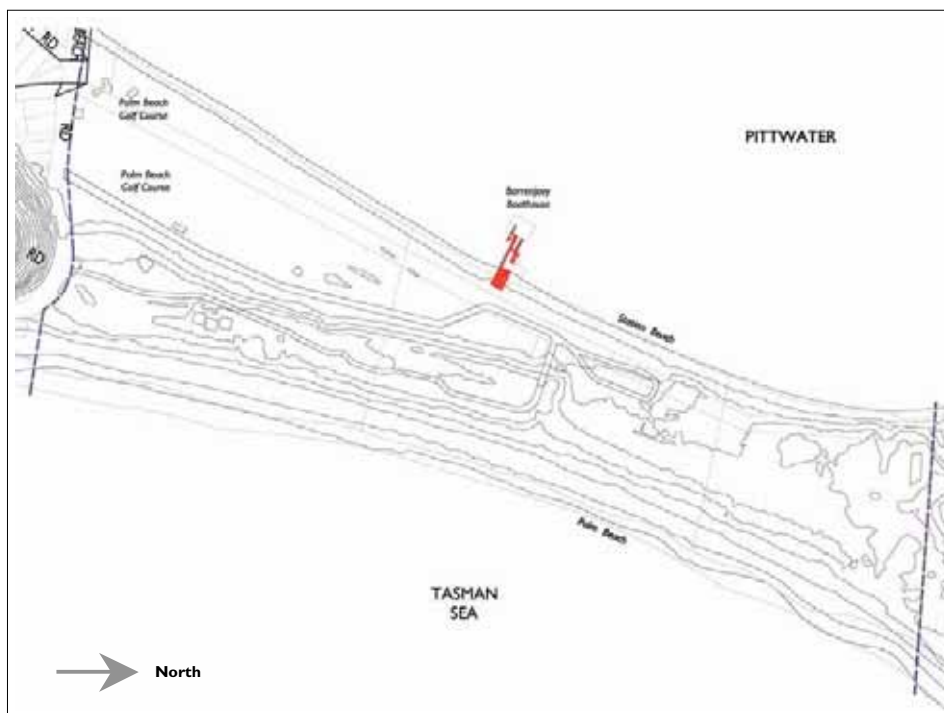 RD
BEACH
RD
Palm Beach
Golf Course
PITTWATER
Palm Beach
Golf Course
Barrenjoey
Boathouse
RD
Station Beach
Palm Beach
TASMAN
SEA
North